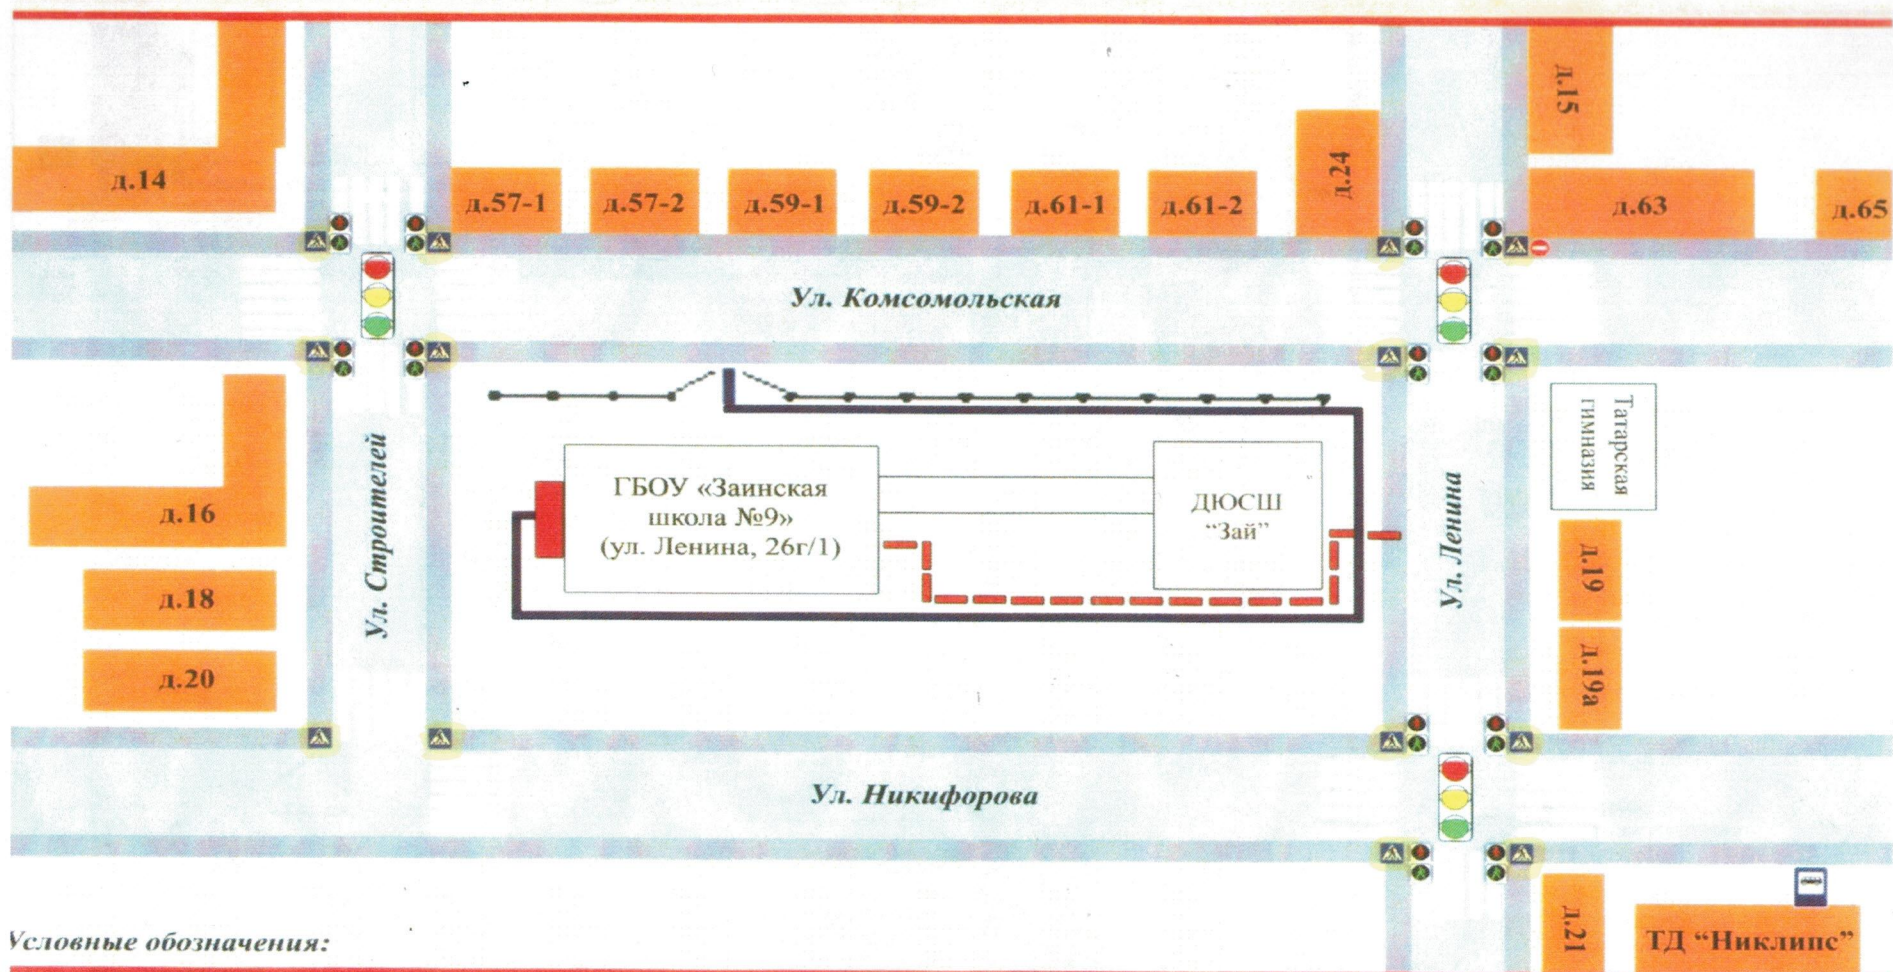 д.15
д.24
д.14
д.57-1
д.57-2
д.59-1
д.59-2
д.61-1
д.61-2
д.63
д.65
Ул. Комсомольская
Татарская
гимназия
Ул. Строителей
ГБОУ «Заинская
школа №9»
(ул. Ленина, 26г/1)
ДЮСШ
“Зай”
Ул. Ленина
д.16
д.18
д.20
д.19
д.19а
Ул. Никифорова
д.21
ТД “Никлипс”
Условные обозначения: